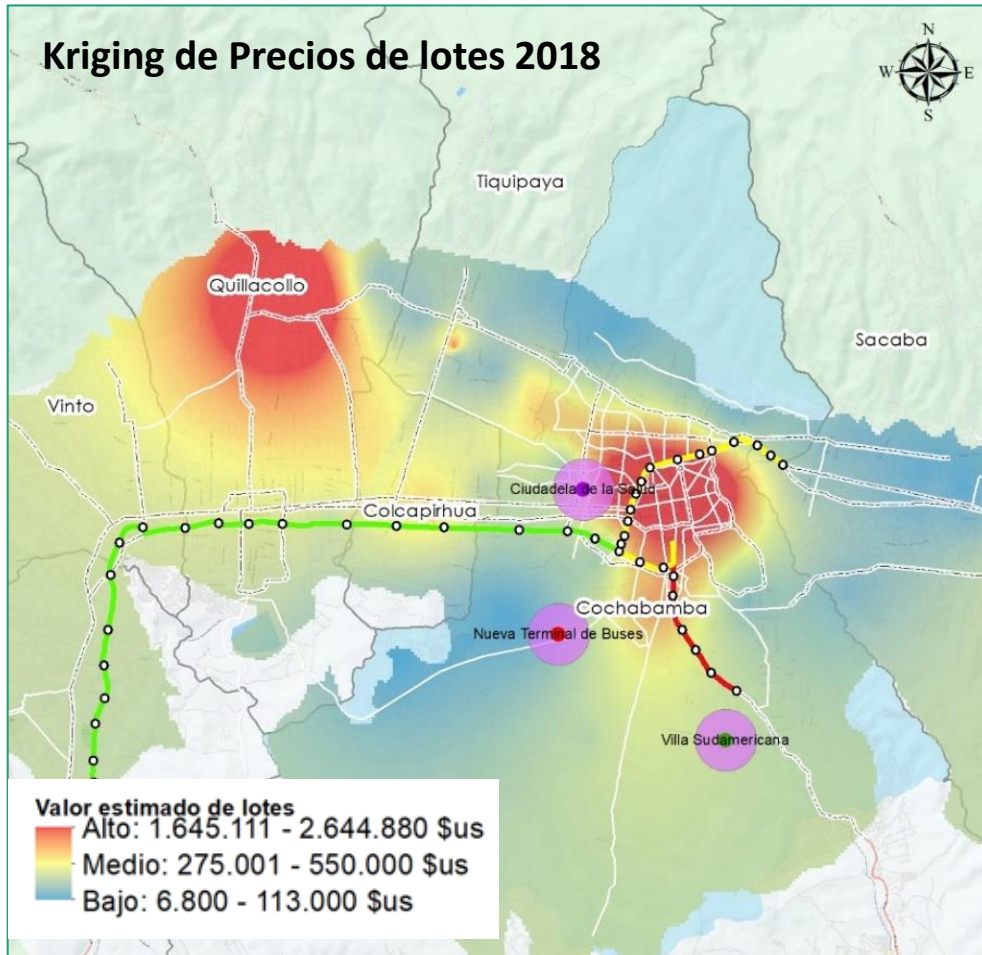 Kriging de Precios de lotes 2018
N
W E
S
Tiquipaya
Quillacollo
Sacaba
Vinto
Ciudadela de la Salud
Colcapirhua
Cochabamba
Nueva Terminal de Buses
Villa Sudamericana
Valor estimado de lotes
Alto: 1.645.111 - 2.644.880 $us
Medio: 275.001 - 550.000 $us
Bajo: 6.800 - 113.000 $us